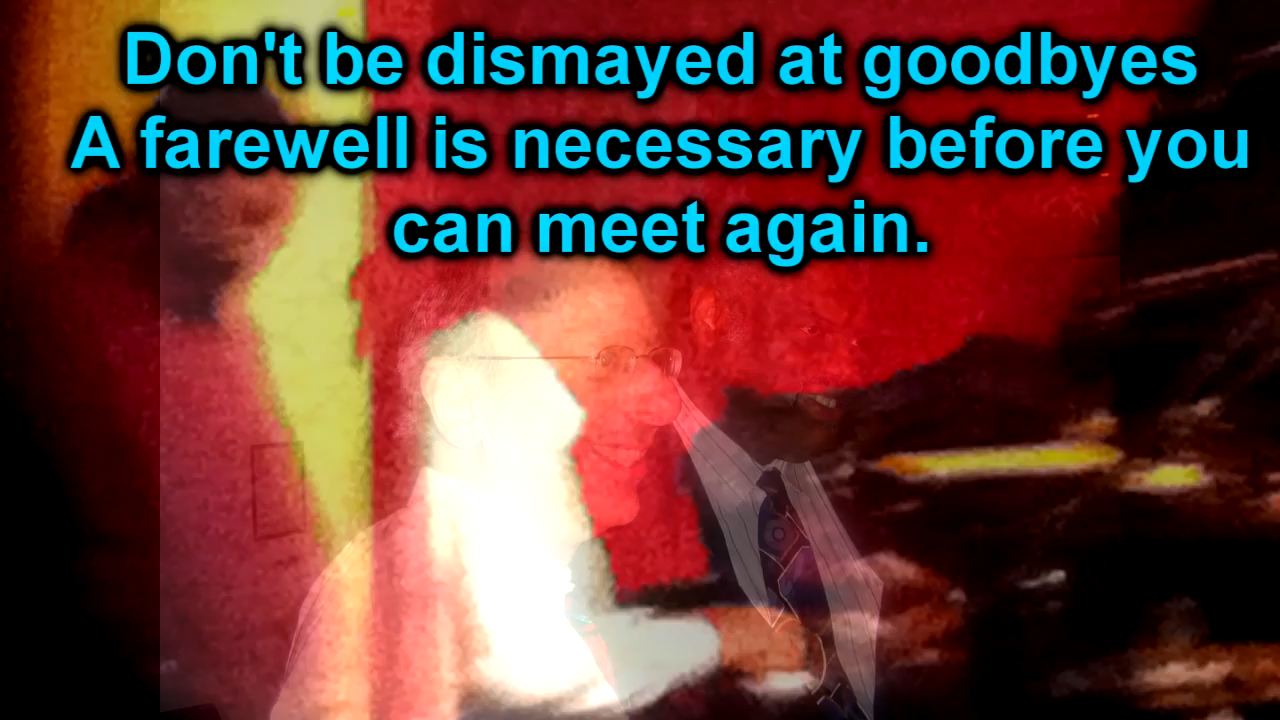 Don't be dismayed at goodbyes
A farewell is necessary before you
can meet again.